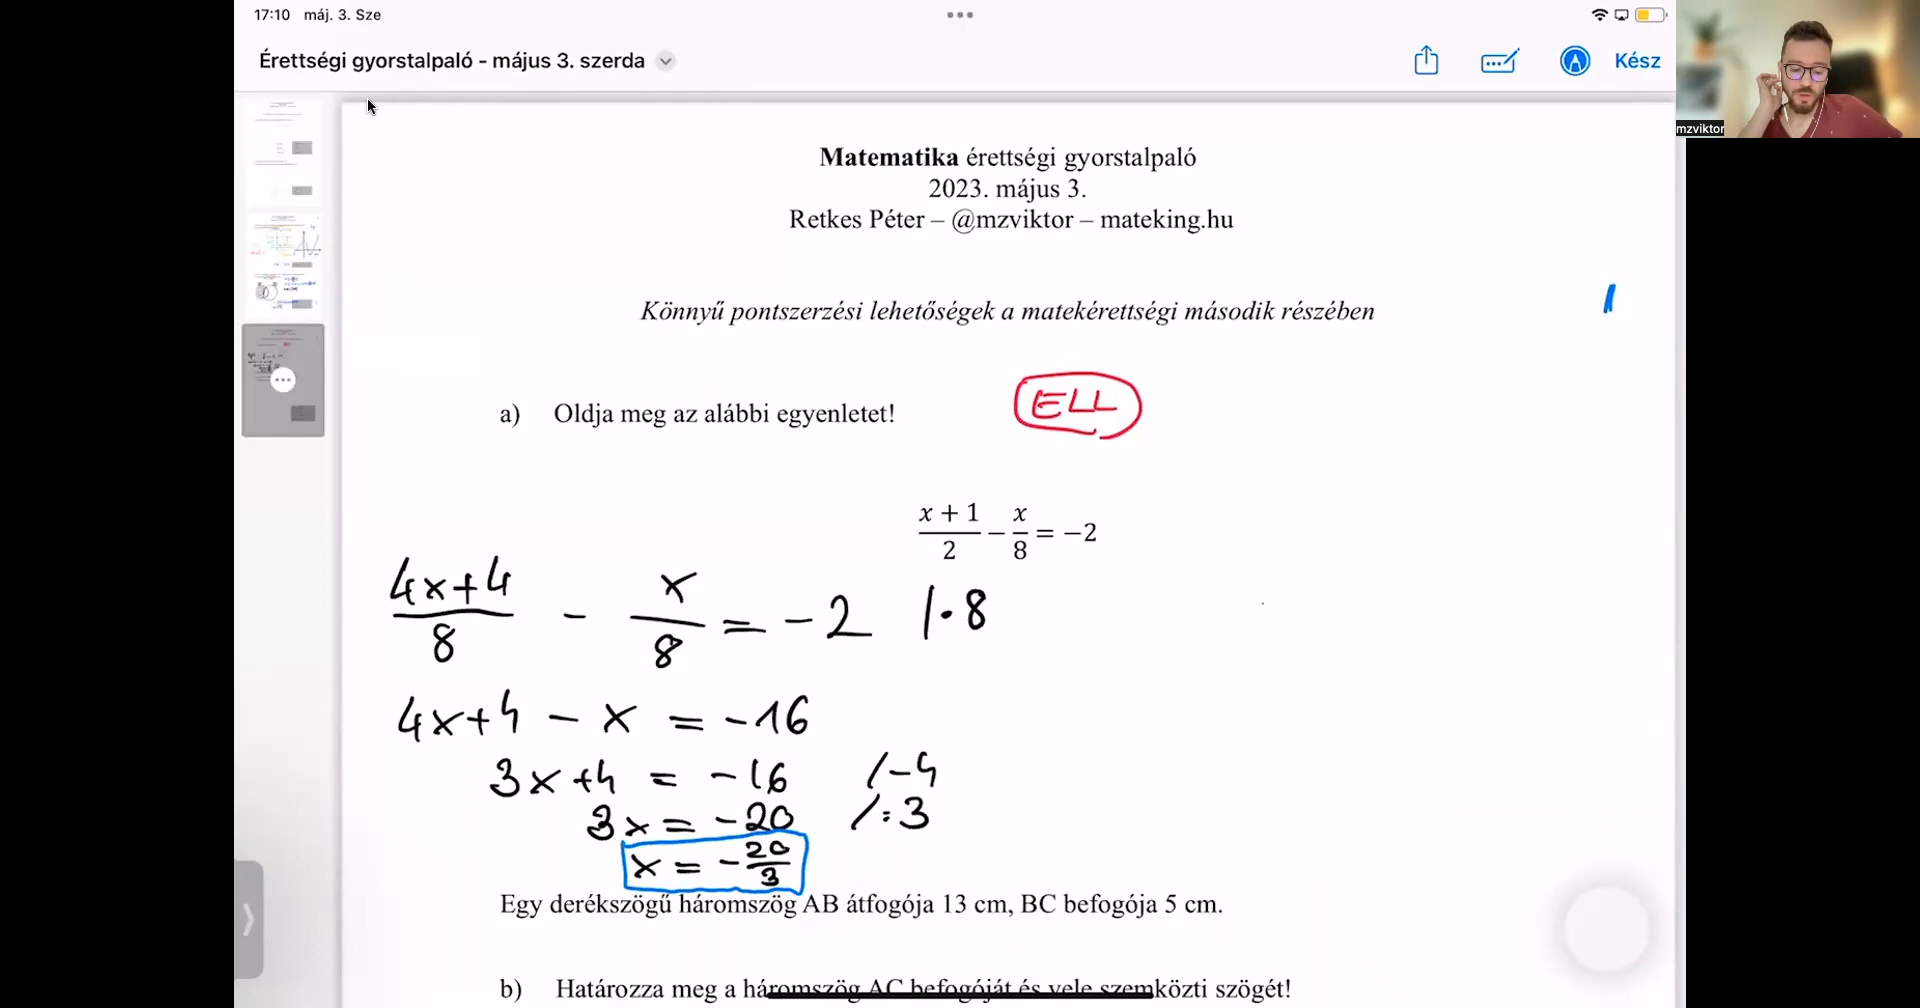 17:10 máj. 3. Sze
Érettségi gyorstalpaló - május 3. szerda
Kész
mzviktor
Matematika érettségi gyorstalpaló
2023. május 3.
Retkes Péter – @mzviktor – mateking.hu
Könnyű pontszerzési lehetőségek a matekérettségi második részében
a) Oldja meg az alábbi egyenletet!
ELL
(x + 1)/2 − x/8 = −2
(4x+4)/8 - x/8 = -2 /·8
4x+4 - x = -16
3x+4 = -16 /-4
3x = -20 /:3
x = -20/3
Egy derékszögű háromszög AB átfogója 13 cm, BC befogója 5 cm.
b) Határozza meg a háromszög AC befogóját és vele szemközti szögét!